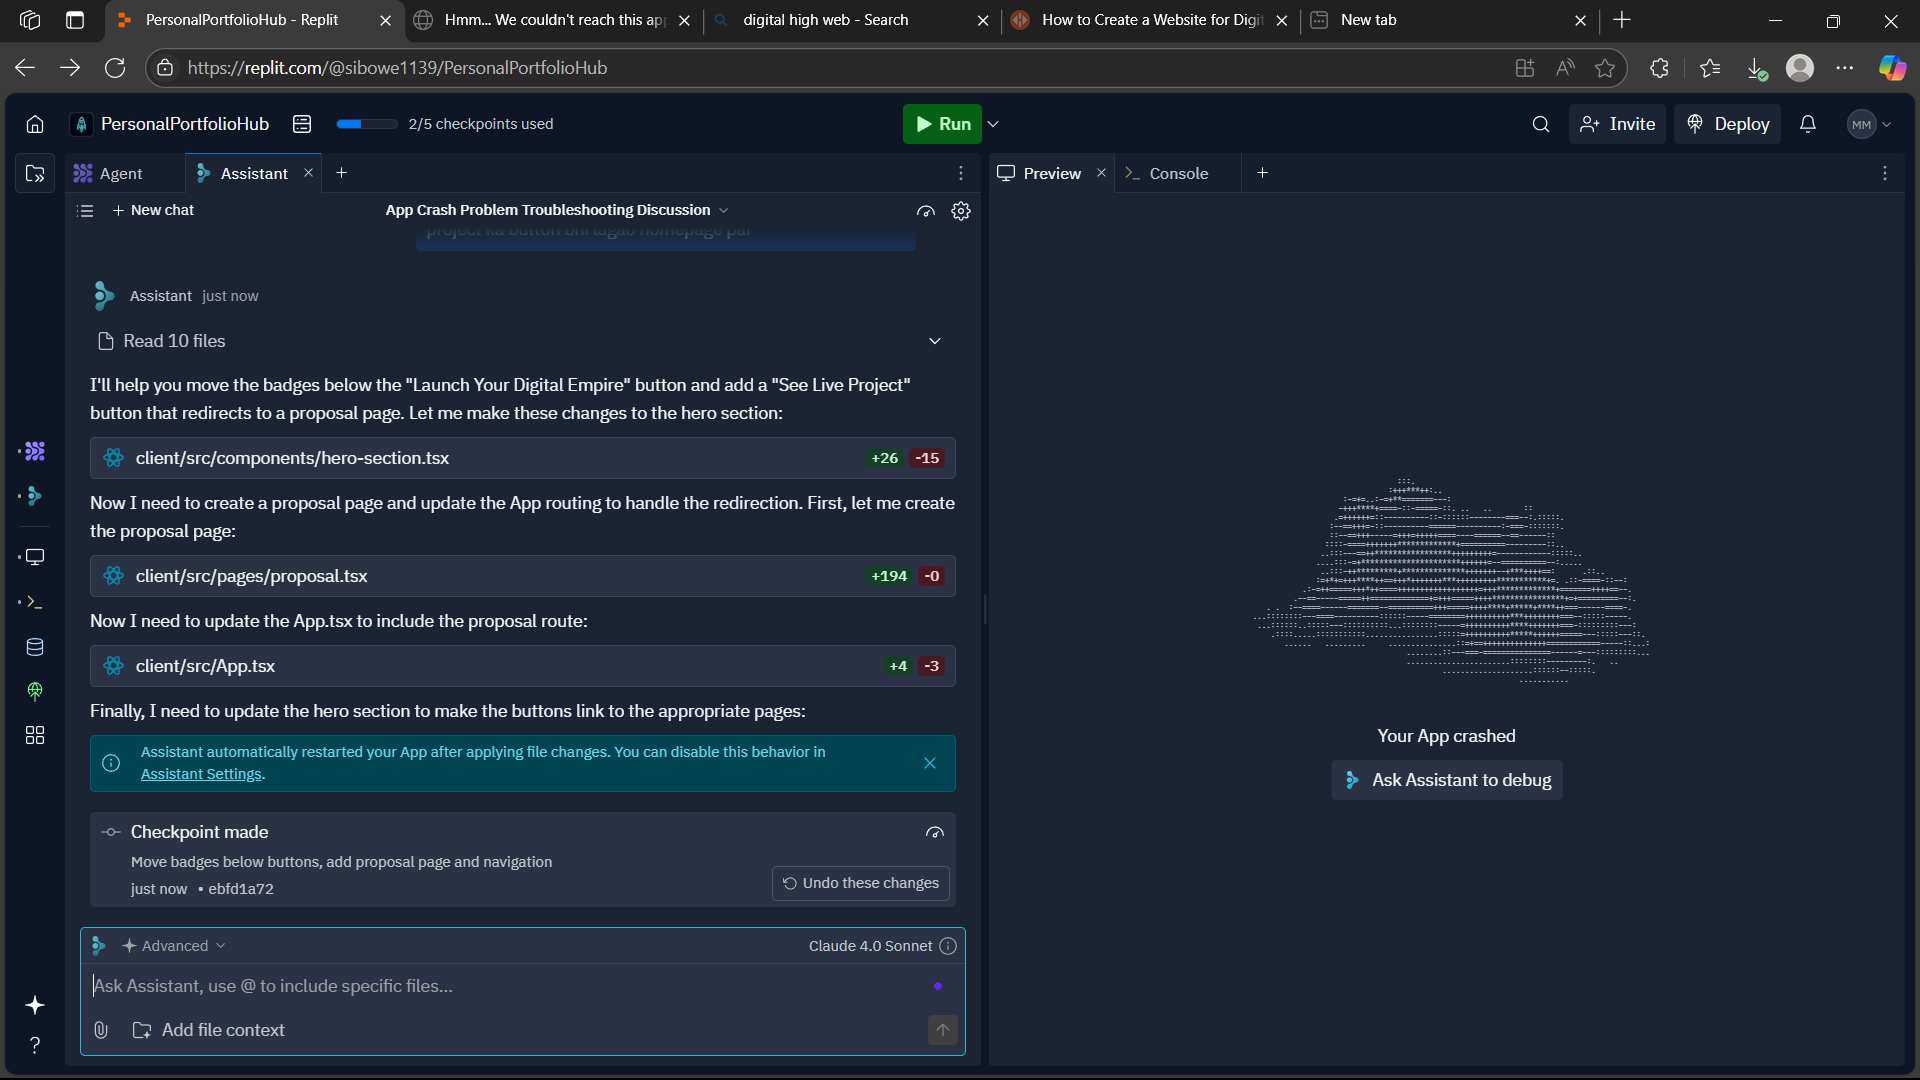 PersonalPortfolioHub - Replit
Hmm... We couldn't reach this ap
digital high web - Search
How to Create a Website for Digit
New tab
https://replit.com/@sibowe1139/PersonalPortfolioHub
PersonalPortfolioHub
2/5 checkpoints used
Run
Invite
Deploy
MM
Agent
Assistant
Preview
Console
New chat
App Crash Problem Troubleshooting Discussion
project ka button bhi lagao homepage par
Assistant just now
Read 10 files
I'll help you move the badges below the "Launch Your Digital Empire" button and add a "See Live Project"
button that redirects to a proposal page. Let me make these changes to the hero section:
client/src/components/hero-section.tsx +26 -15
Now I need to create a proposal page and update the App routing to handle the redirection. First, let me create
the proposal page:
client/src/pages/proposal.tsx +194 -0
Now I need to update the App.tsx to include the proposal route:
client/src/App.tsx +4 -3
Finally, I need to update the hero section to make the buttons link to the appropriate pages:
Assistant automatically restarted your App after applying file changes. You can disable this behavior in
Assistant Settings.
Checkpoint made
Move badges below buttons, add proposal page and navigation
just now • ebfd1a72
Undo these changes
Advanced
Claude 4.0 Sonnet
Ask Assistant, use @ to include specific files...
Add file context
Your App crashed
Ask Assistant to debug